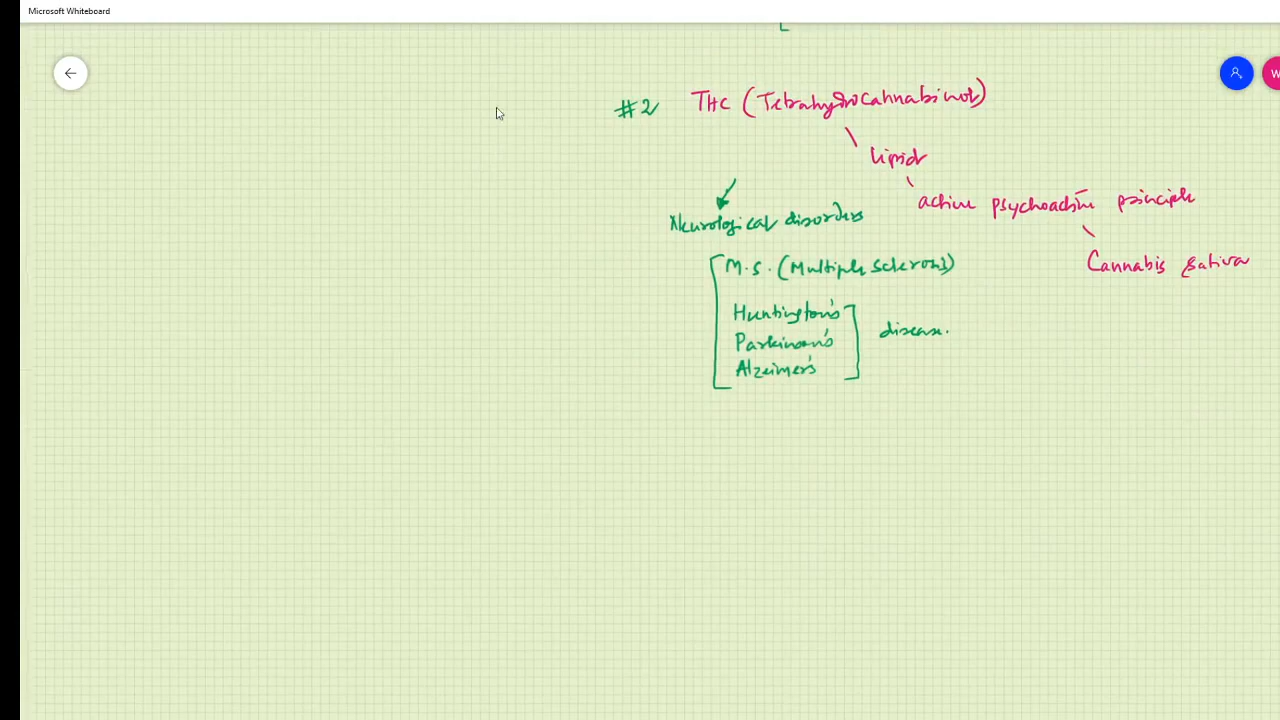 Microsoft Whiteboard
W
#2 THC (Tetrahydrocannabinol)
Lipid
active psychoactive principle
Cannabis sativa
Neurological disorders
M.S. (Multiple Sclerosis)
Huntington's
Parkinson's
Alzeimer's
disease.